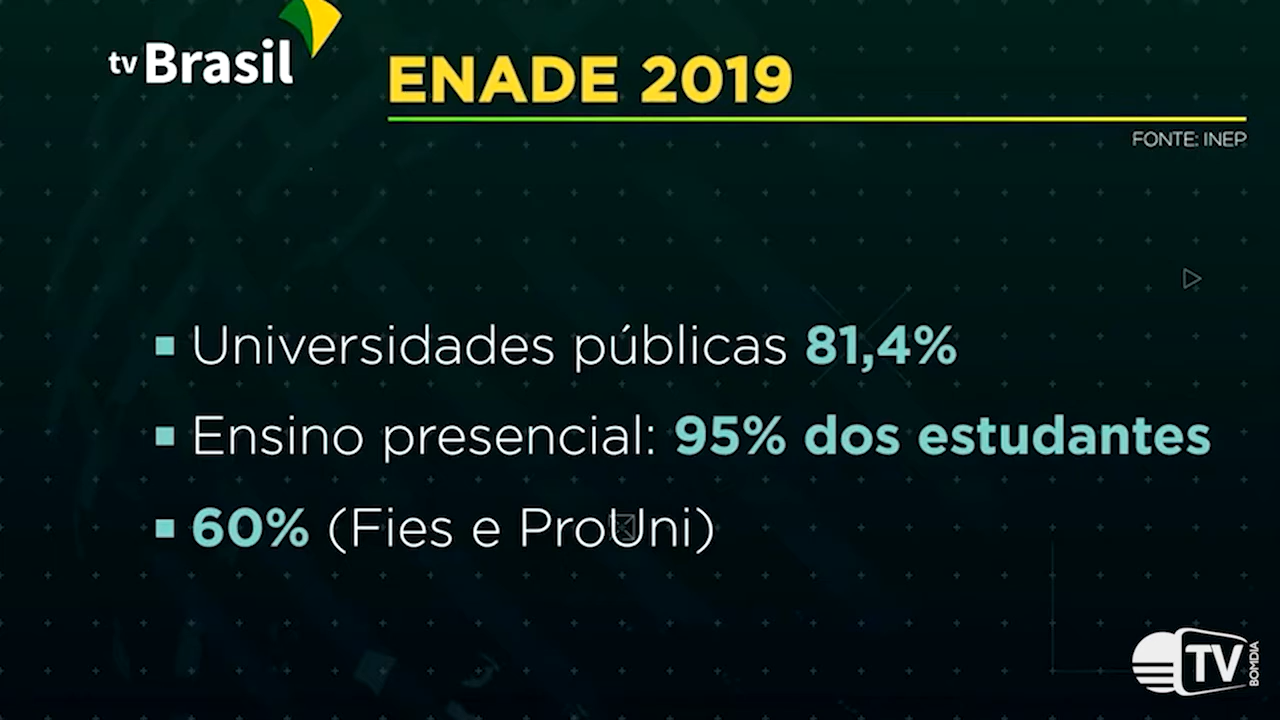 tv Brasil
ENADE 2019
FONTE: INEP
Universidades públicas 81,4%
Ensino presencial: 95% dos estudantes
60% (Fies e ProUni)
TV BOMDIA